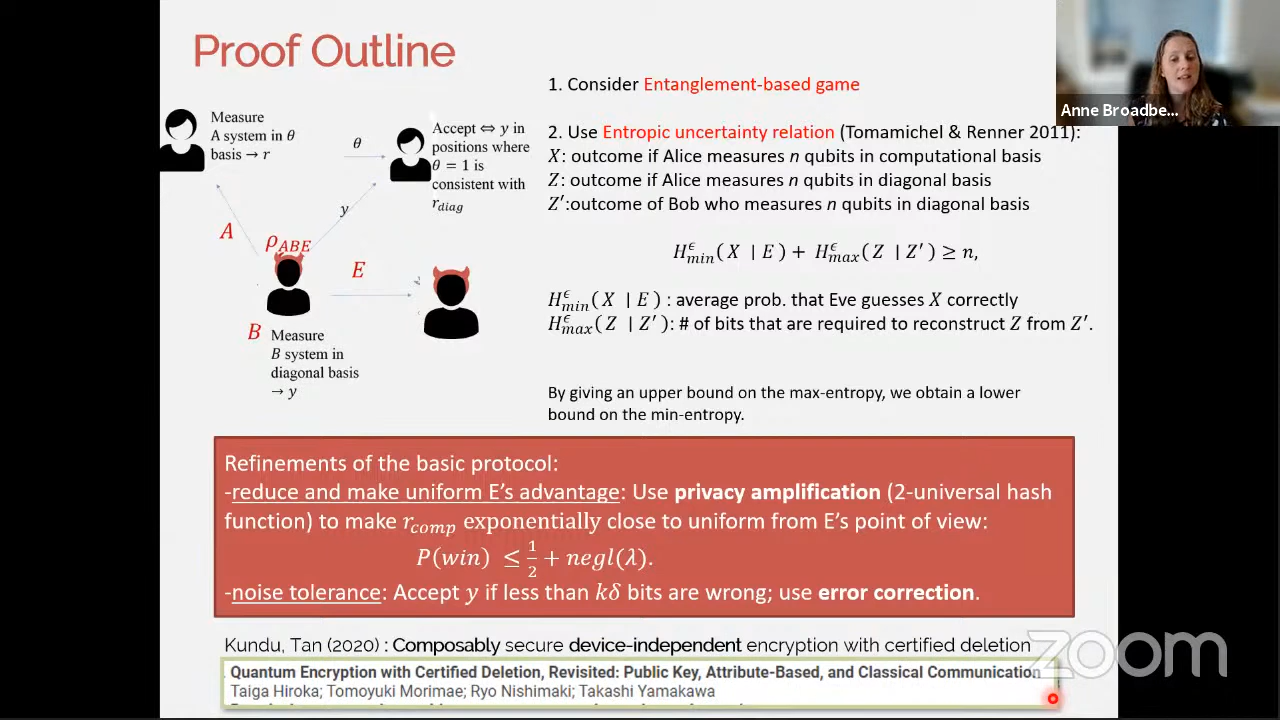 Proof Outline
Anne Broadbe...
Measure
A system in θ
basis → r
θ
Accept ⇔ y in
positions where
θ = 1 is
consistent with
r_diag
y
A
ρ_ABE
E
B
Measure
B system in
diagonal basis
→ y
1. Consider Entanglement-based game
2. Use Entropic uncertainty relation (Tomamichel & Renner 2011):
X: outcome if Alice measures n qubits in computational basis
Z: outcome if Alice measures n qubits in diagonal basis
Z′:outcome of Bob who measures n qubits in diagonal basis
H^ϵ_min(X | E) + H^ϵ_max(Z | Z′) ≥ n,
H^ϵ_min(X | E) : average prob. that Eve guesses X correctly
H^ϵ_max(Z | Z′): # of bits that are required to reconstruct Z from Z′.
By giving an upper bound on the max-entropy, we obtain a lower
bound on the min-entropy.
Refinements of the basic protocol:
-reduce and make uniform E's advantage: Use privacy amplification (2-universal hash
function) to make r_comp exponentially close to uniform from E's point of view:
P(win) ≤ 1/2 + negl(λ).
-noise tolerance: Accept y if less than kδ bits are wrong; use error correction.
Kundu, Tan (2020) : Composably secure device-independent encryption with certified deletion
zoom
Quantum Encryption with Certified Deletion, Revisited: Public Key, Attribute-Based, and Classical Communication
Taiga Hiroka; Tomoyuki Morimae; Ryo Nishimaki; Takashi Yamakawa